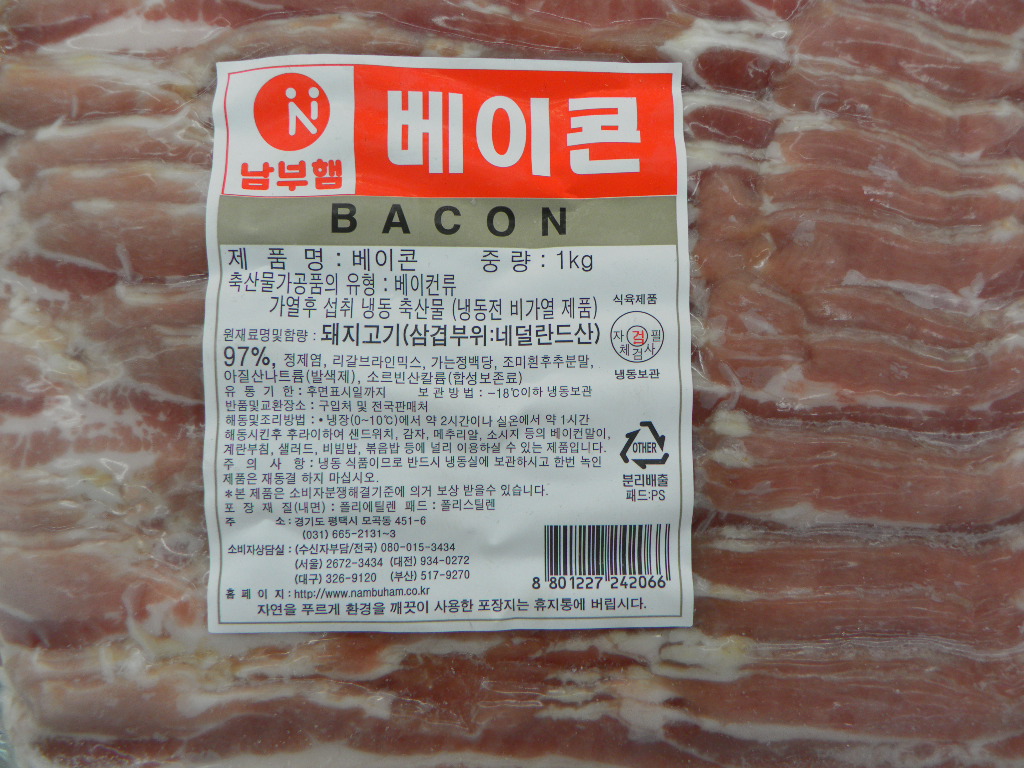 남부햄
베이콘
BACON
제 품 명 : 베이콘 중 량 : 1kg
축산물가공품의 유형 : 베이컨류
가열후 섭취 냉동 축산물 (냉동전 비가열 제품)
식육제품
원재료명및함량 : 돼지고기(삼겹부위:네덜란드산)
자 검 필
체검사
97%, 정제염, 리갈브라인믹스, 가는정백당, 조미흰후추분말,
냉동보관
아질산나트륨(발색제), 소르빈산칼륨(합성보존료)
유 통 기 한 : 후면표시일까지 보 관 방 법 : -18℃이하 냉동보관
반품및교환장소 : 구입처 및 전국판매처
해동및조리방법 : • 냉장(0~10℃)에서 약 2시간이나 실온에서 약 1시간
해동시킨후 후라이하여 샌드위치, 감자, 메추리알, 소시지 등의 베이컨말이,
계란부침, 샐러드, 비빔밥, 볶음밥 등에 널리 이용하실 수 있는 제품입니다.
OTHER
주 의 사 항 : 냉동 식품이므로 반드시 냉동실에 보관하시고 한번 녹인
제품은 재동결 하지 마십시오.
분리배출
패드:PS
*본 제품은 소비자분쟁해결기준에 의거 보상 받을수 있습니다.
포 장 재 질(내면) : 폴리에틸렌 패드 : 폴리스틸렌
주 소 : 경기도 평택시 모곡동 451-6
(031) 665-2131~3
소비자상담실 : (수신자부담/전국) 080-015-3434
(서울) 2672-3434 (대전) 934-0272
(대구) 326-9120 (부산) 517-9270
8 801227 242066
홈 페 이 지 : http://www.nambuham.co.kr
자연을 푸르게 환경을 깨끗이 사용한 포장지는 휴지통에 버립시다.